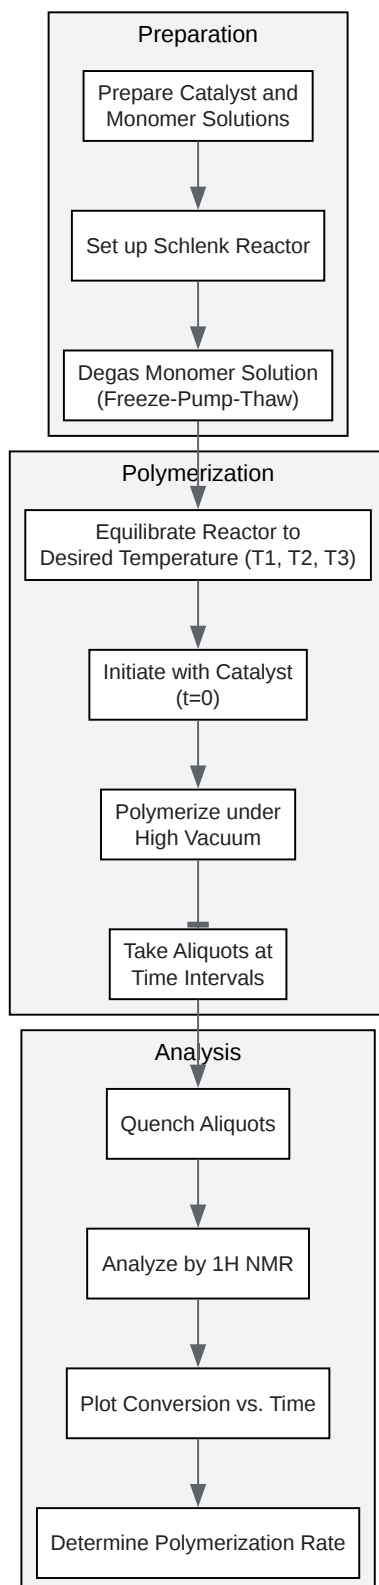 Preparation
Prepare Catalyst and
Monomer Solutions
Set up Schlenk Reactor
Degas Monomer Solution
(Freeze-Pump-Thaw)
Polymerization
Equilibrate Reactor to
Desired Temperature (T1, T2, T3)
Initiate with Catalyst
(t=0)
Polymerize under
High Vacuum
Take Aliquots at
Time Intervals
Analysis
Quench Aliquots
Analyze by 1H NMR
Plot Conversion vs. Time
Determine Polymerization Rate